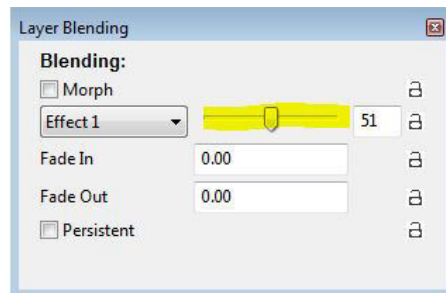 Layer Blending
Blending:
Morph
Effect 1 51
Fade In 0.00
Fade Out 0.00
Persistent